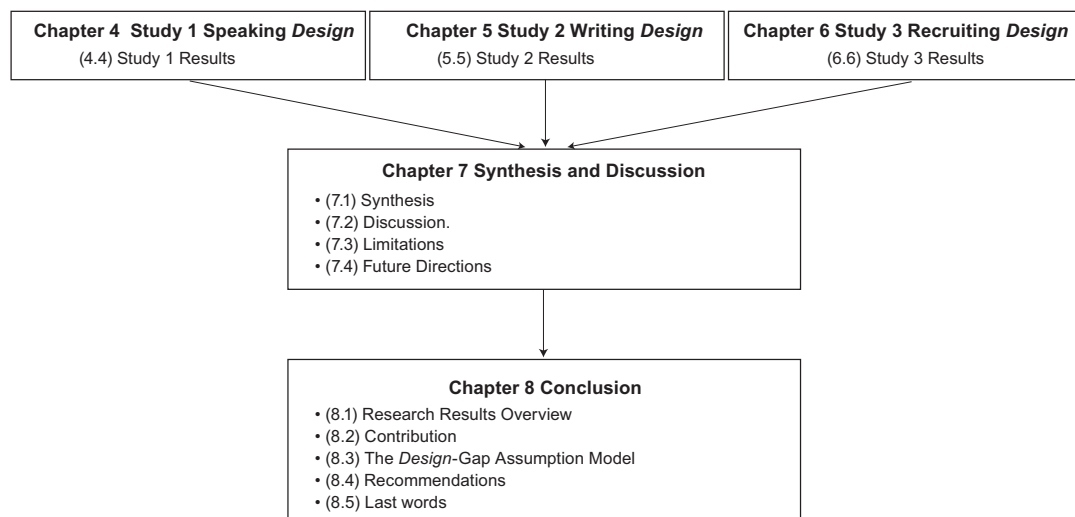 Chapter 4 Study 1 Speaking Design
(4.4) Study 1 Results
Chapter 5 Study 2 Writing Design
(5.5) Study 2 Results
Chapter 6 Study 3 Recruiting Design
(6.6) Study 3 Results
Chapter 7 Synthesis and Discussion
• (7.1) Synthesis
• (7.2) Discussion.
• (7.3) Limitations
• (7.4) Future Directions
Chapter 8 Conclusion
• (8.1) Research Results Overview
• (8.2) Contribution
• (8.3) The Design-Gap Assumption Model
• (8.4) Recommendations
• (8.5) Last words